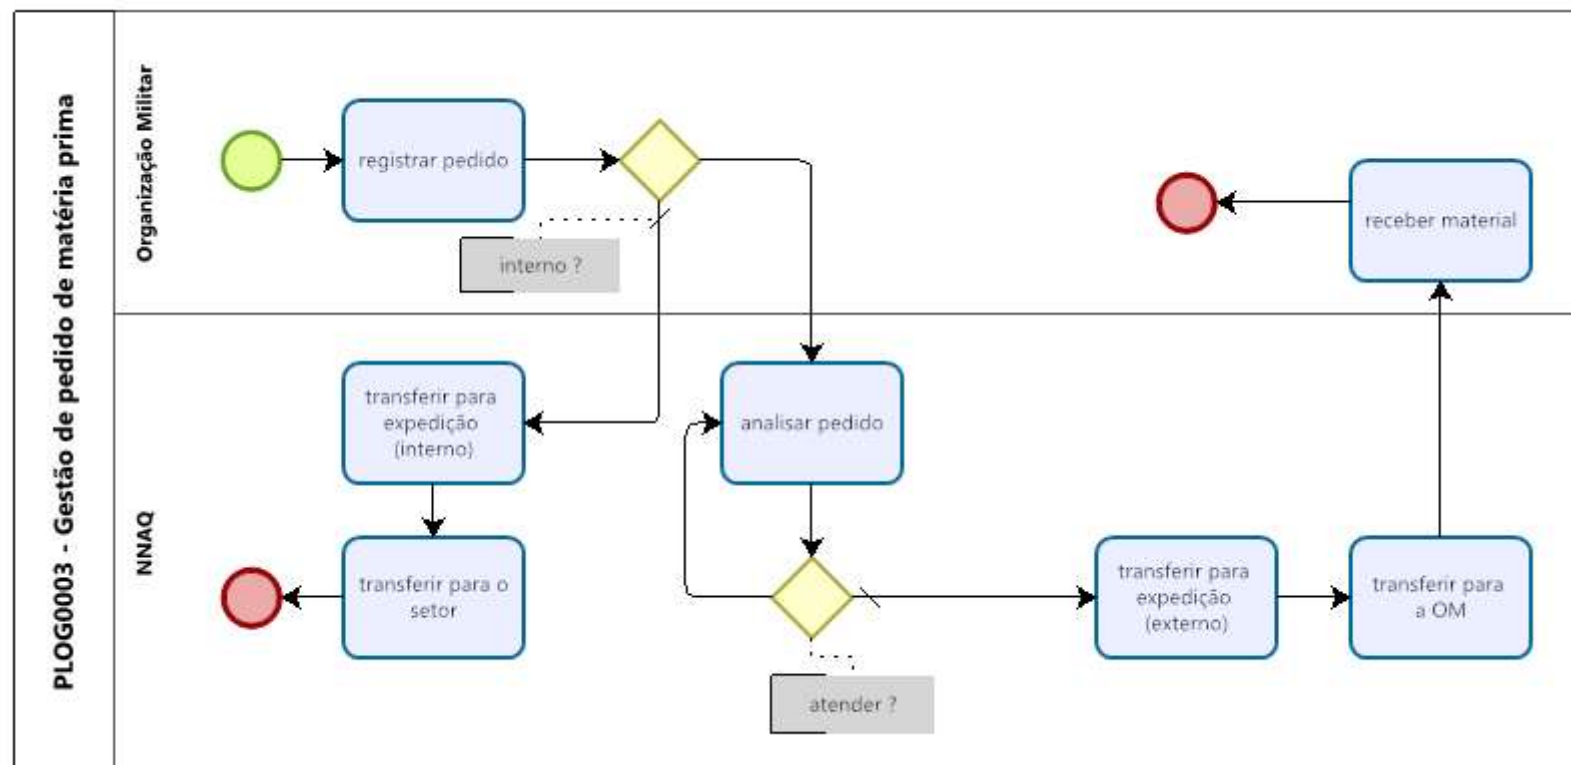 PLOG0003 - Gestão de pedido de matéria prima
Organização Militar
registrar pedido
interno ?
receber material
NNAQ
transferir para
expedição
(interno)
analisar pedido
transferir para o
setor
transferir para
expedição
(externo)
transferir para
a OM
atender ?